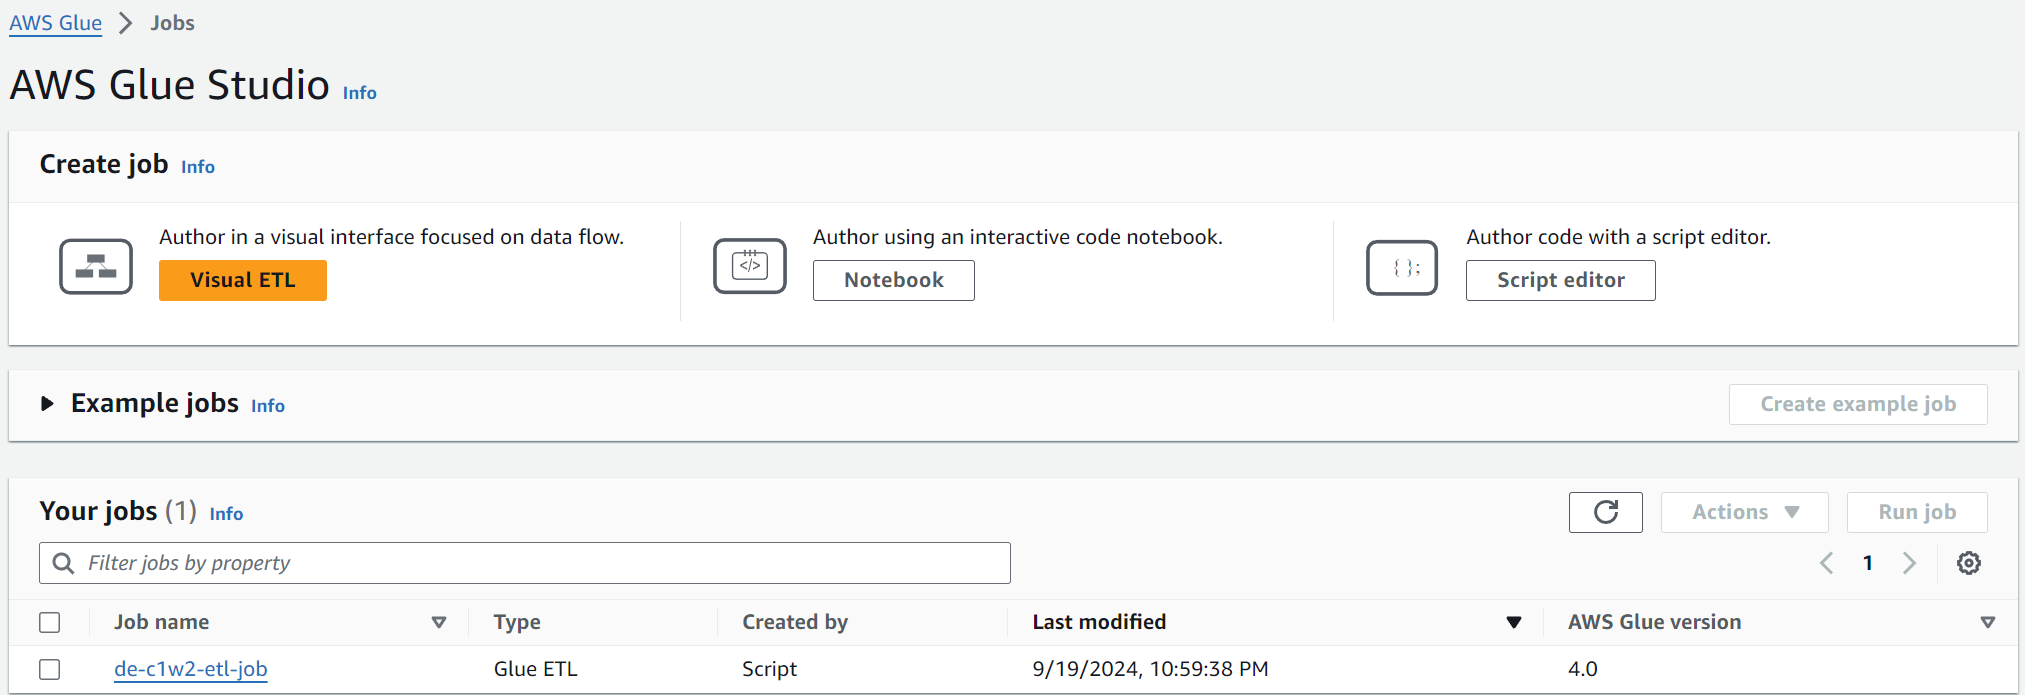 AWS Glue > Jobs
AWS Glue Studio Info
Create job Info
Author in a visual interface focused on data flow.
Visual ETL
</> Author using an interactive code notebook.
Notebook
{ }; Author code with a script editor.
Script editor
Example jobs Info
Create example job
Your jobs (1) Info
Actions
Run job
Filter jobs by property
1
Job name Type Created by Last modified AWS Glue version
de-c1w2-etl-job Glue ETL Script 9/19/2024, 10:59:38 PM 4.0